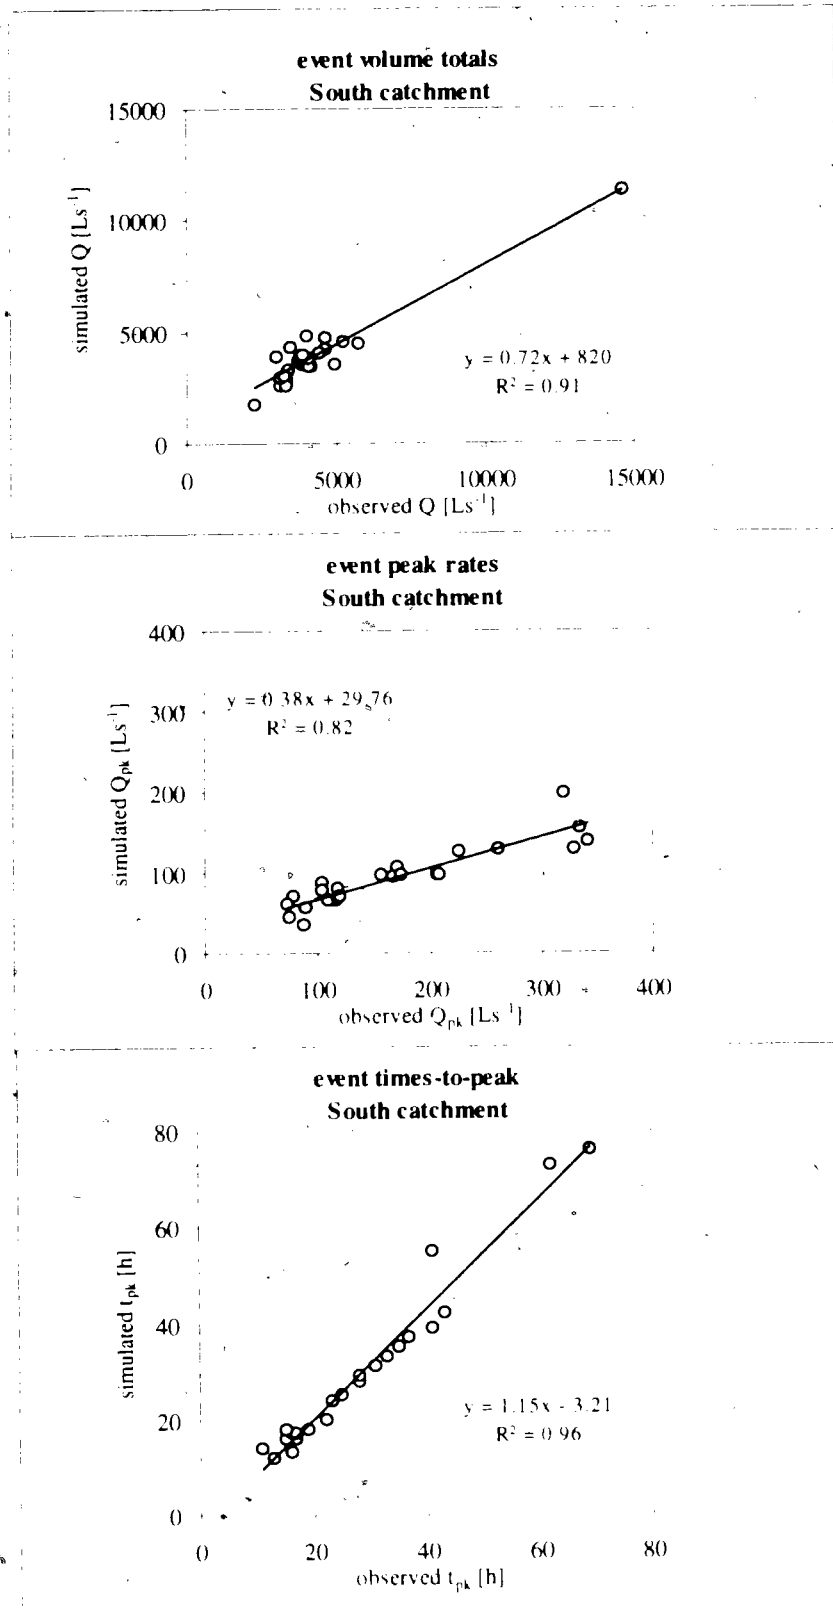 event volume totals
South catchment
15000
10000
5000
0
simulated Q [Ls⁻¹]
y = 0.72x + 820
R² = 0.91
0 5000 10000 15000
observed Q [Ls⁻¹]
event peak rates
South catchment
400
300
200
100
0
simulated Qpk [Ls⁻¹]
y = 0.38x + 29.76
R² = 0.82
0 100 200 300 400
observed Qpk [Ls⁻¹]
event times-to-peak
South catchment
80
60
40
20
0
simulated tpk [h]
y = 1.15x - 3.21
R² = 0.96
0 20 40 60 80
observed tpk [h]